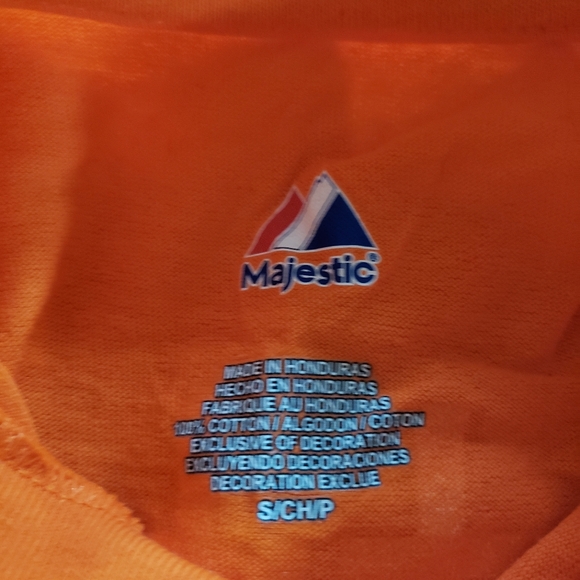 Majestic®
MADE IN HONDURAS
HECHO EN HONDURAS
FABRIQUE AU HONDURAS
100% COTTON / ALGODON / COTON
EXCLUSIVE OF DECORATION
EXCLUYENDO DECORACIONES
DECORATION EXCLUE
S/CH/P